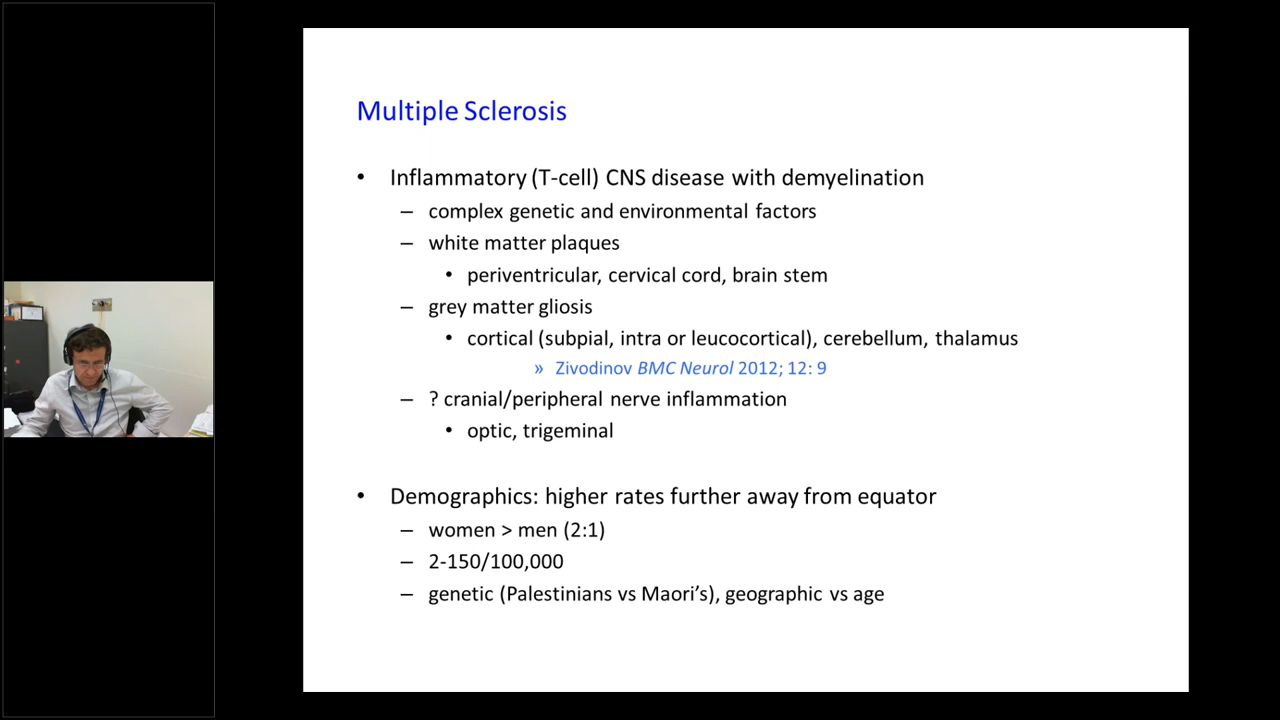 Multiple Sclerosis
• Inflammatory (T-cell) CNS disease with demyelination
– complex genetic and environmental factors
– white matter plaques
• periventricular, cervical cord, brain stem
– grey matter gliosis
• cortical (subpial, intra or leucocortical), cerebellum, thalamus
» Zivodinov BMC Neurol 2012; 12: 9
– ? cranial/peripheral nerve inflammation
• optic, trigeminal
• Demographics: higher rates further away from equator
– women > men (2:1)
– 2-150/100,000
– genetic (Palestinians vs Maori’s), geographic vs age